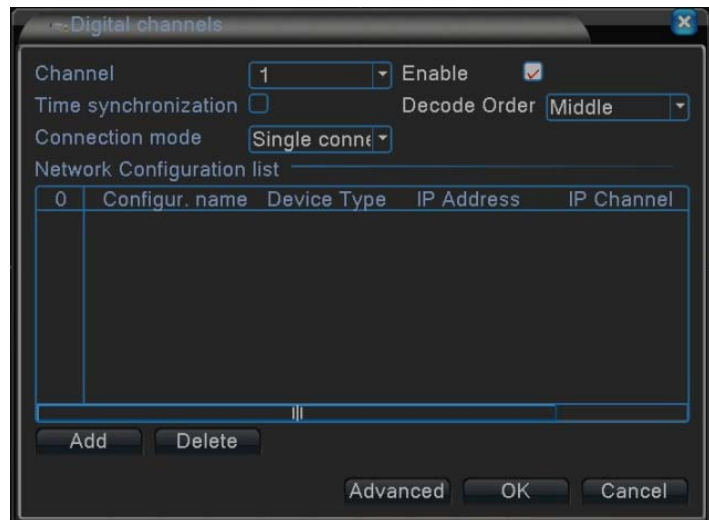 Digital channels
Channel 1 Enable
Time synchronization Decode Order Middle
Connection mode Single conne
Network Configuration list
0 Configur. name Device Type IP Address IP Channel
Add Delete
Advanced OK Cancel